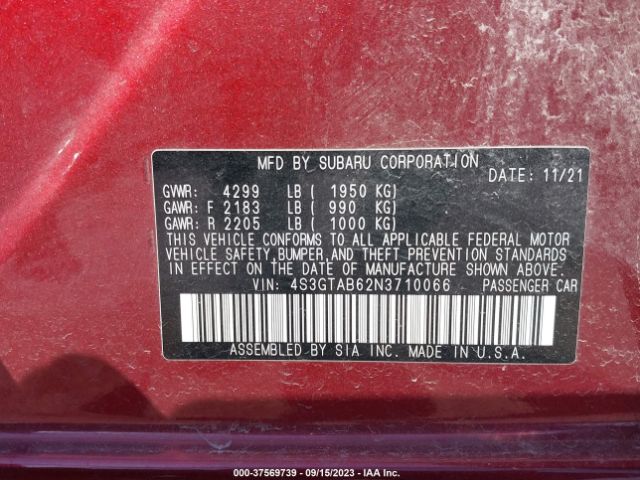 MFD BY SUBARU CORPORATION
DATE: 11/21
GVWR: 4299 LB ( 1950 KG)
GAWR: F 2183 LB ( 990 KG)
GAWR: R 2205 LB ( 1000 KG)
THIS VEHICLE CONFORMS TO ALL APPLICABLE FEDERAL MOTOR
VEHICLE SAFETY,BUMPER,AND THEFT PREVENTION STANDARDS
IN EFFECT ON THE DATE OF MANUFACTURE SHOWN ABOVE.
VIN: 4S3GTAB62N3710066 PASSENGER CAR
ASSEMBLED BY SIA INC. MADE IN U.S.A.
000-37569739 - 09/15/2023 - IAA Inc.